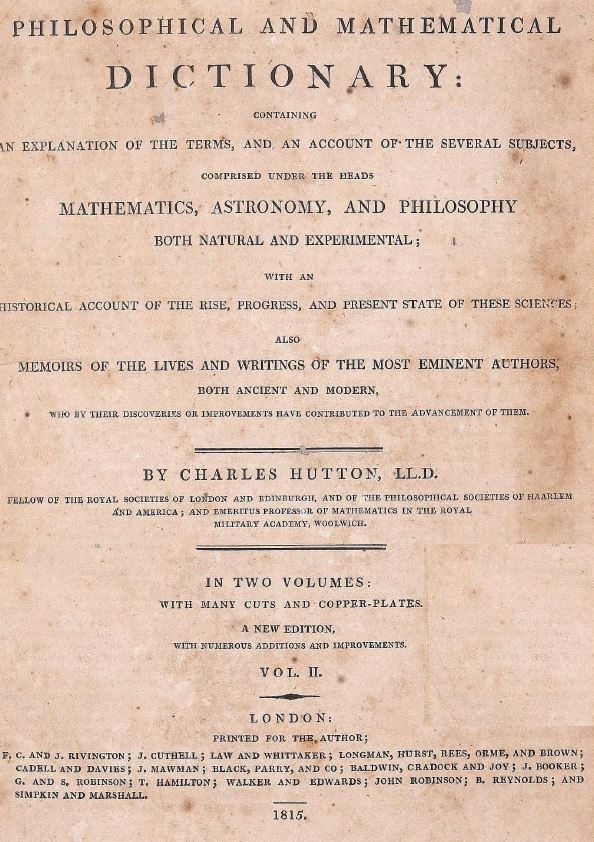 PHILOSOPHICAL AND MATHEMATICAL
DICTIONARY:
CONTAINING
AN EXPLANATION OF THE TERMS, AND AN ACCOUNT OF THE SEVERAL SUBJECTS,
COMPRISED UNDER THE HEADS
MATHEMATICS, ASTRONOMY, AND PHILOSOPHY
BOTH NATURAL AND EXPERIMENTAL;
WITH AN
HISTORICAL ACCOUNT OF THE RISE, PROGRESS, AND PRESENT STATE OF THESE SCIENCES;
ALSO
MEMOIRS OF THE LIVES AND WRITINGS OF THE MOST EMINENT AUTHORS,
BOTH ANCIENT AND MODERN,
WHO BY THEIR DISCOVERIES OR IMPROVEMENTS HAVE CONTRIBUTED TO THE ADVANCEMENT OF THEM.
BY CHARLES HUTTON, LL.D.
FELLOW OF THE ROYAL SOCIETIES OF LONDON AND EDINBURGH, AND OF THE PHILOSOPHICAL SOCIETIES OF HAARLEM
AND AMERICA; AND EMERITUS PROFESSOR OF MATHEMATICS IN THE ROYAL
MILITARY ACADEMY, WOOLWICH.
IN TWO VOLUMES:
WITH MANY CUTS AND COPPER-PLATES.
A NEW EDITION,
WITH NUMEROUS ADDITIONS AND IMPROVEMENTS.
VOL. II.
LONDON:
PRINTED FOR THE AUTHOR;
F. C. AND J. RIVINGTON; J. CUTHELL; LAW AND WHITTAKER; LONGMAN, HURST, REES, ORME, AND BROWN;
CADELL AND DAVIES; J. MAWMAN; BLACK, PARRY, AND CO; BALDWIN, CRADOCK AND JOY; J. BOOKER;
G. AND S. ROBINSON; T. HAMILTON; WALKER AND EDWARDS; JOHN ROBINSON; B. REYNOLDS; AND
SIMPKIN AND MARSHALL.
1815.